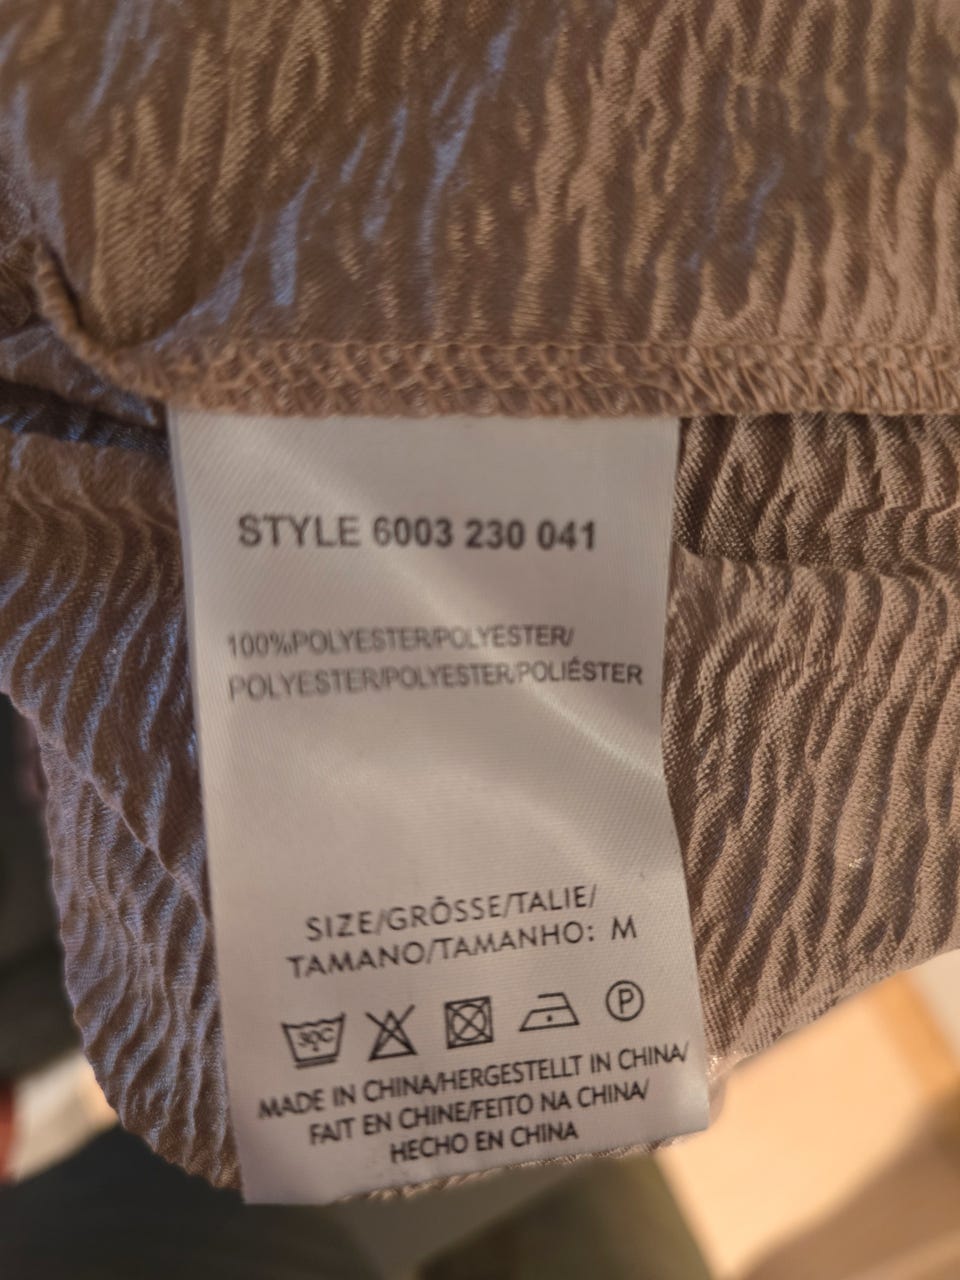 STYLE 6003 230 041
100%POLYESTER/POLYESTER/
POLYESTER/POLYESTER/POLIÉSTER
SIZE/GRÖSSE/TALIE/
TAMANO/TAMANHO: M
30°C
P
MADE IN CHINA/HERGESTELLT IN CHINA/
FAIT EN CHINE/FEITO NA CHINA/
HECHO EN CHINA